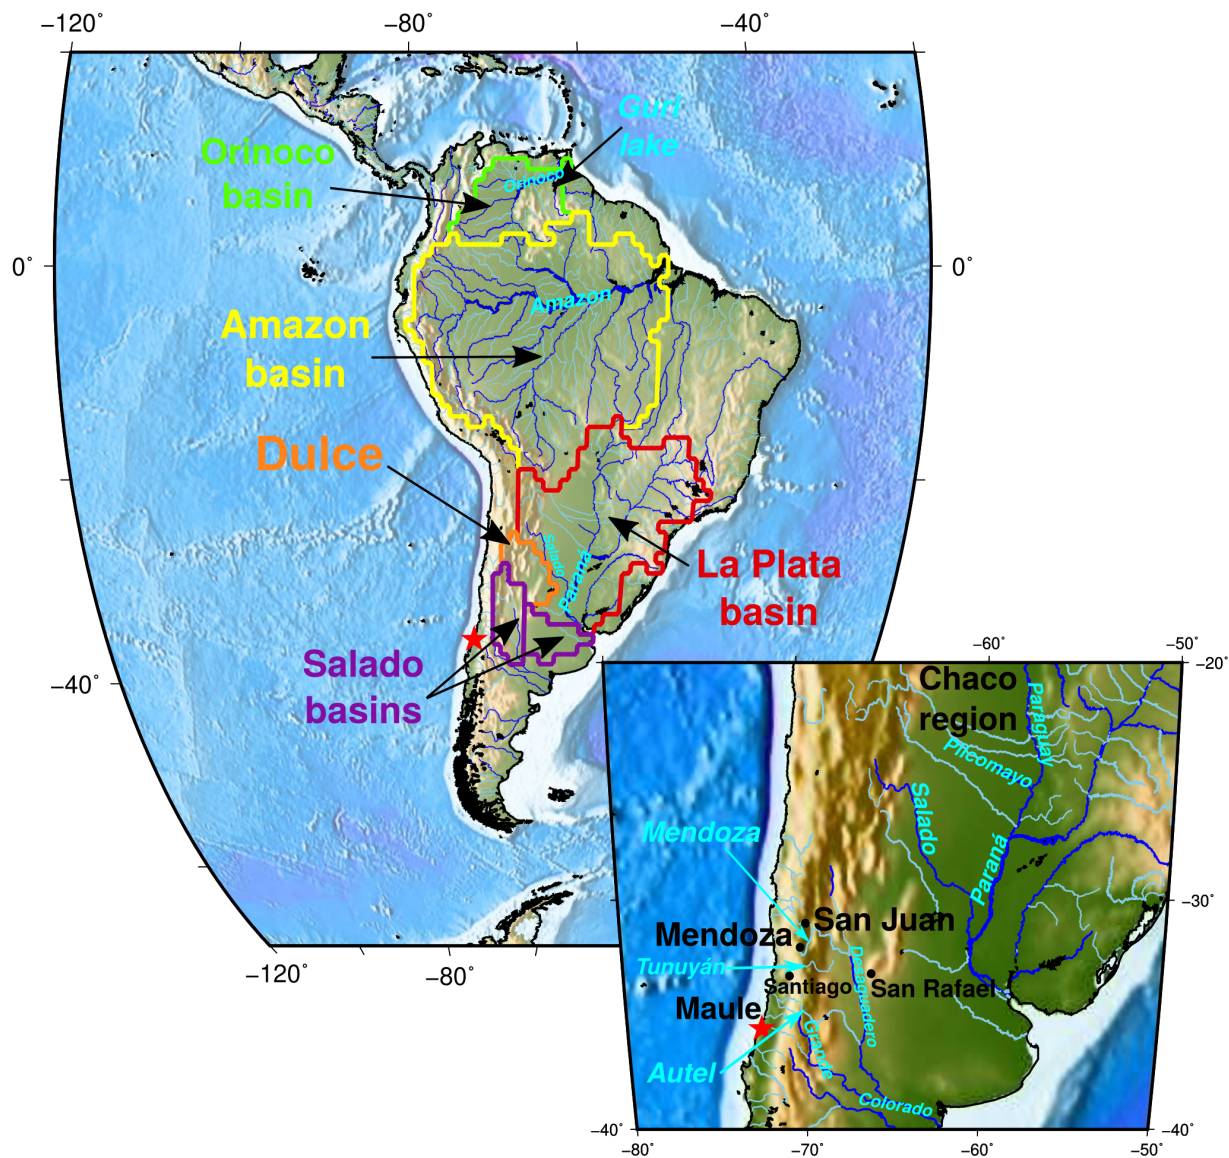 −120°
−80°
−40°
Guri
lake
Orinoco
basin
Orinoco
0°
0°
Amazon
Amazon
basin
Dulce
Salado
Paraná
La Plata
basin
Salado
basins
−40°
−120°
−80°
−60°
−50°
−20°
Chaco
region
Paraguay
Pilcomayo
Salado
Mendoza
Paraná
−30°
San Juan
Mendoza
Tunuyán
Desaguadero
Santiago
San Rafael
Maule
Grande
Autel
Colorado
−40°
−40°
−80°
−70°
−60°
−50°